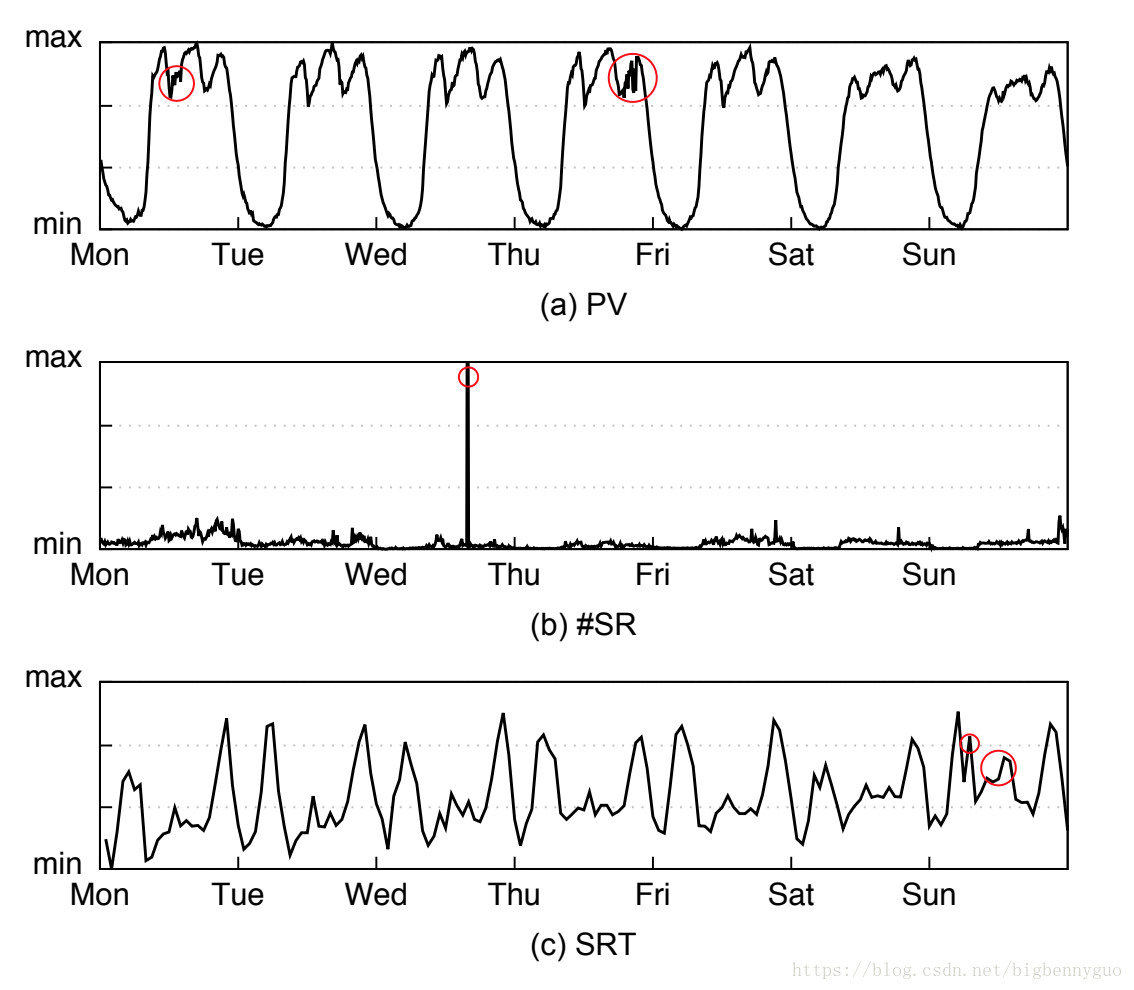 max
min
Mon Tue Wed Thu Fri Sat Sun
(a) PV
max
min
Mon Tue Wed Thu Fri Sat Sun
(b) #SR
max
min
Mon Tue Wed Thu Fri Sat Sun
(c) SRT
https://blog.csdn.net/bigbennyguo